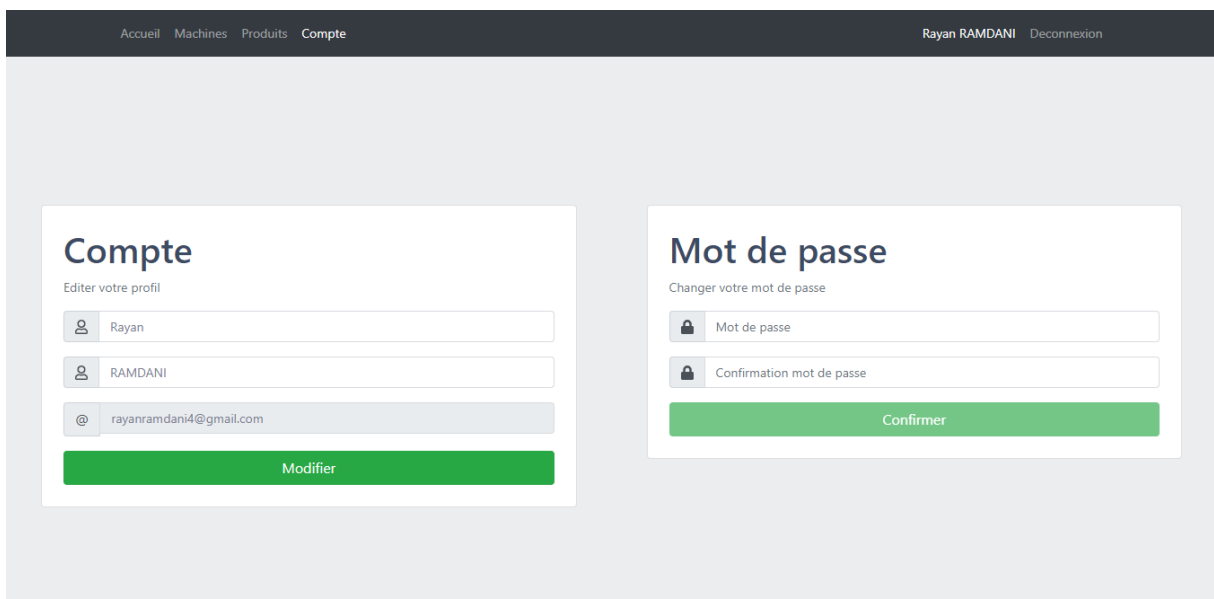 Accueil Machines Produits Compte Rayan RAMDANI Deconnexion
Compte
Editer votre profil
Rayan
RAMDANI
@ rayanramdani4@gmail.com
Modifier
Mot de passe
Changer votre mot de passe
Mot de passe
Confirmation mot de passe
Confirmer